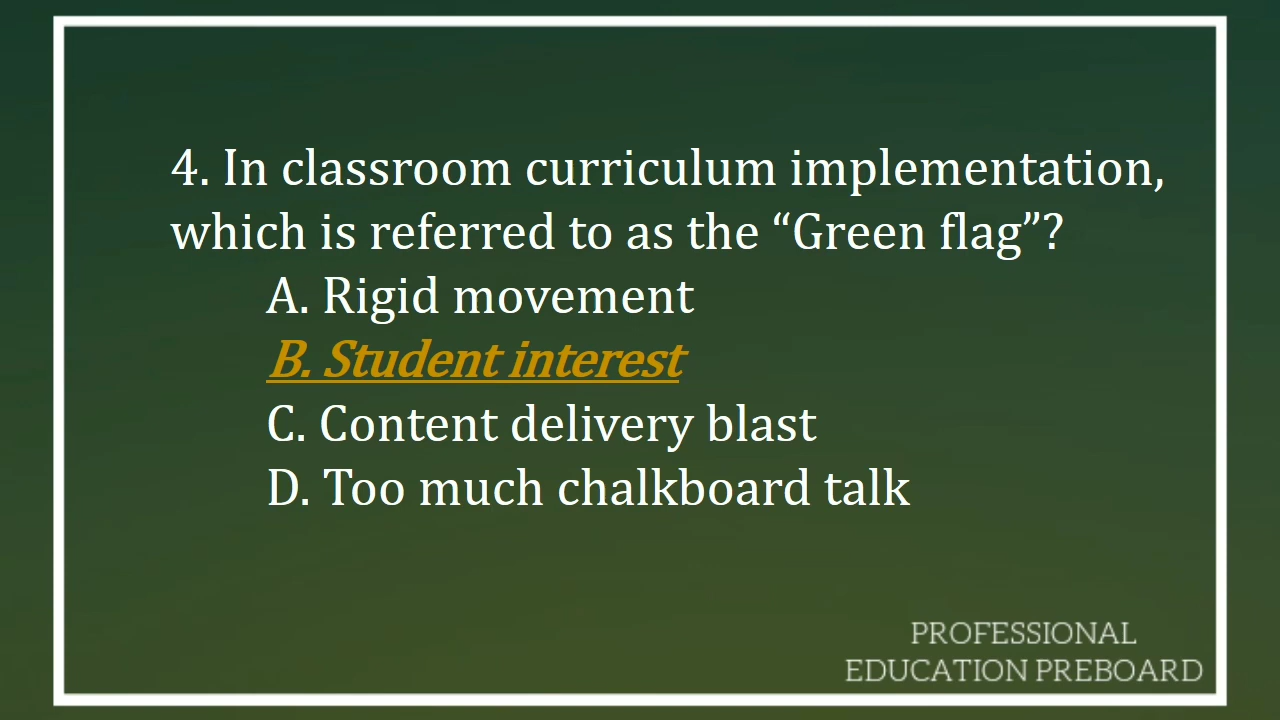 4. In classroom curriculum implementation,
which is referred to as the “Green flag”?
A. Rigid movement
B. Student interest
C. Content delivery blast
D. Too much chalkboard talk
PROFESSIONAL
EDUCATION PREBOARD